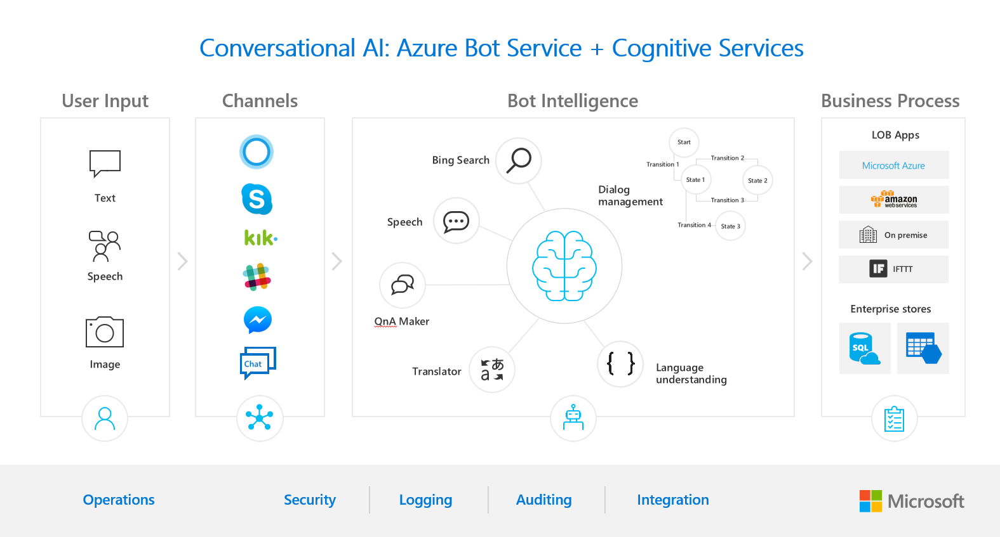 Conversational AI: Azure Bot Service + Cognitive Services
User Input
Text
Speech
Image
Channels
S
kik
Chat
Bot Intelligence
Bing Search
Speech
QnA Maker
Translator
あ
a
{ }
Language
understanding
Dialog
management
Start
Transition 1
Transition 2
State 1
State 2
Transition 3
Transition 4
State 3
Business Process
LOB Apps
Microsoft Azure
amazon
webservices
On premise
IF IFTTT
Enterprise stores
SQL
Operations
Security
Logging
Auditing
Integration
Microsoft